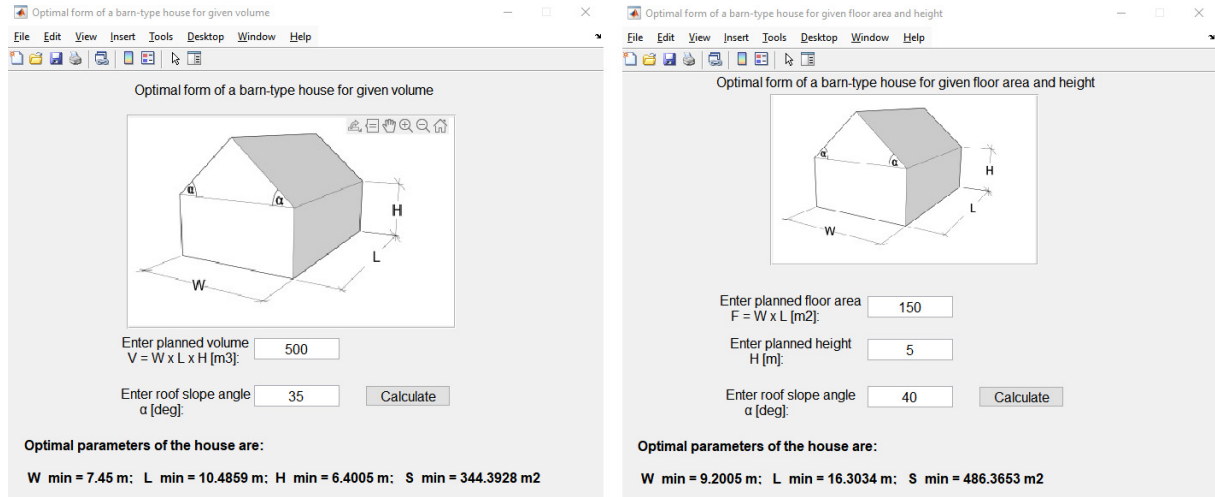 Optimal form of a barn-type house for given volume
File Edit View Insert Tools Desktop Window Help
Optimal form of a barn-type house for given volume
α
α
H
L
W
Enter planned volume
V = W x L x H [m3]:
500
Enter roof slope angle
α [deg]:
35
Calculate
Optimal parameters of the house are:
W min = 7.45 m; L min = 10.4859 m; H min = 6.4005 m; S min = 344.3928 m2
Optimal form of a barn-type house for given floor area and height
File Edit View Insert Tools Desktop Window Help
Optimal form of a barn-type house for given floor area and height
α
α
H
L
W
Enter planned floor area
F = W x L [m2]:
150
Enter planned height
H [m]:
5
Enter roof slope angle
α [deg]:
40
Calculate
Optimal parameters of the house are:
W min = 9.2005 m; L min = 16.3034 m; S min = 486.3653 m2